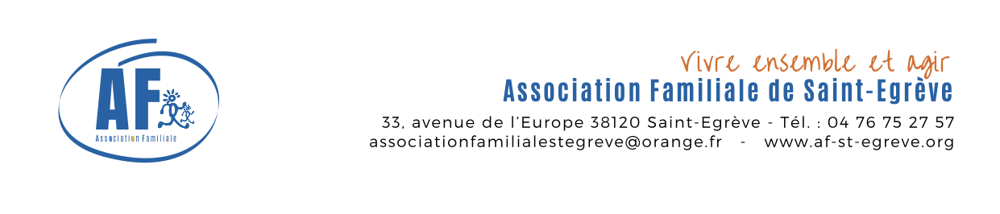 AF
Association Familiale
vivre ensemble et agir
Association Familiale de Saint-Egrève
33, avenue de l'Europe 38120 Saint-Egrève - Tél. : 04 76 75 27 57
associationfamilialestegreve@orange.fr - www.af-st-egreve.org